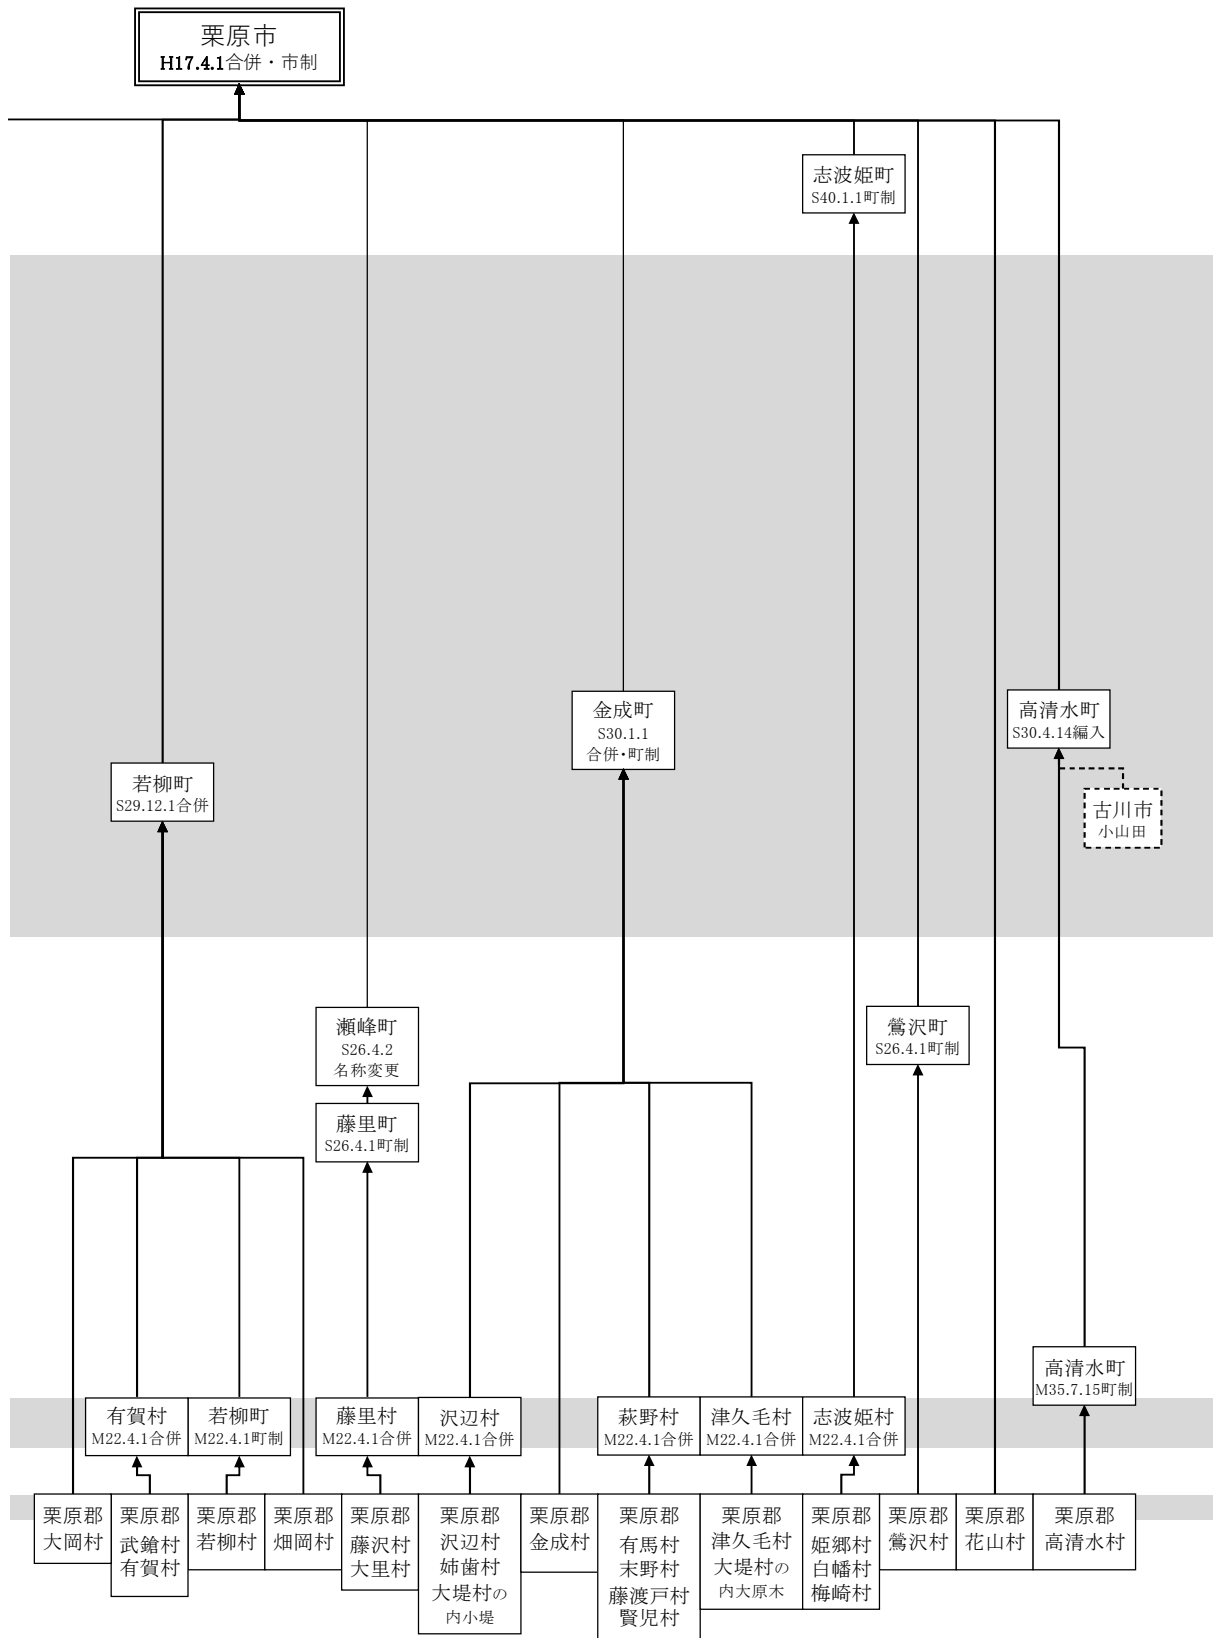 栗原市
H17.4.1合併・市制
志波姫町
S40.1.1町制
金成町
S30.1.1
合併・町制
高清水町
S30.4.14編入
若柳町
S29.12.1合併
古川市
小山田
瀬峰町
S26.4.2
名称変更
鶯沢町
S26.4.1町制
藤里町
S26.4.1町制
高清水町
M35.7.15町制
有賀村
M22.4.1合併
若柳町
M22.4.1町制
藤里村
M22.4.1合併
沢辺村
M22.4.1合併
萩野村
M22.4.1合併
津久毛村
M22.4.1合併
志波姫村
M22.4.1合併
栗原郡
大岡村
栗原郡
武鎗村
有賀村
栗原郡
若柳村
栗原郡
畑岡村
栗原郡
藤沢村
大里村
栗原郡
沢辺村
姉歯村
大堤村の
内小堤
栗原郡
金成村
栗原郡
有馬村
末野村
藤渡戸村
賢児村
栗原郡
津久毛村
大堤村の
内大原木
栗原郡
姫郷村
白幡村
梅崎村
栗原郡
鶯沢村
栗原郡
花山村
栗原郡
高清水村